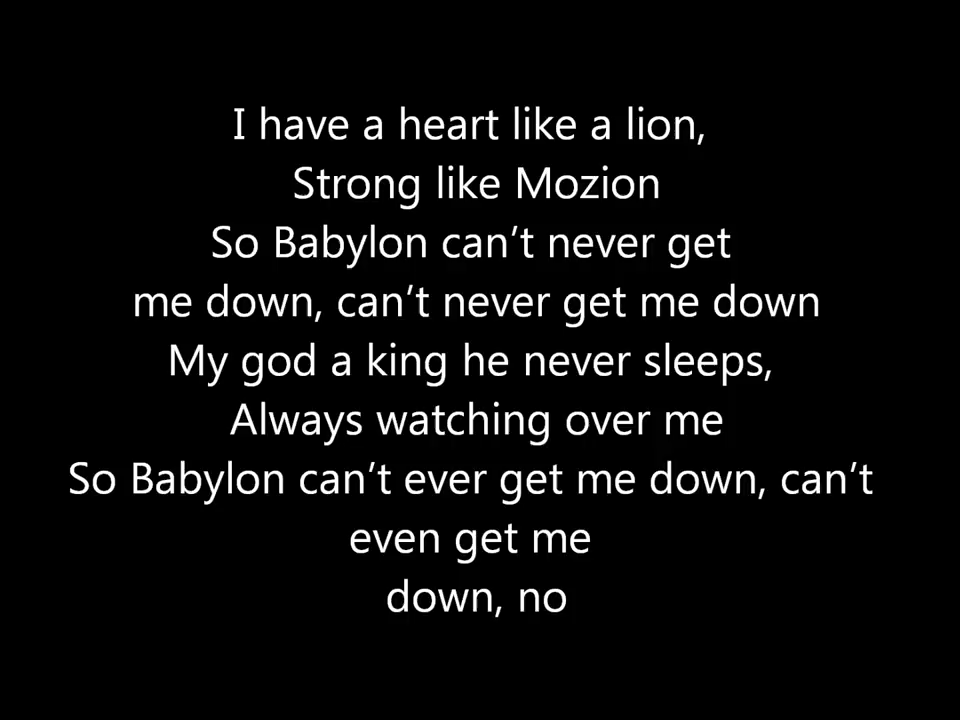 I have a heart like a lion,
Strong like Mozion
So Babylon can’t never get
me down, can’t never get me down
My god a king he never sleeps,
Always watching over me
So Babylon can’t ever get me down, can’t
even get me
down, no